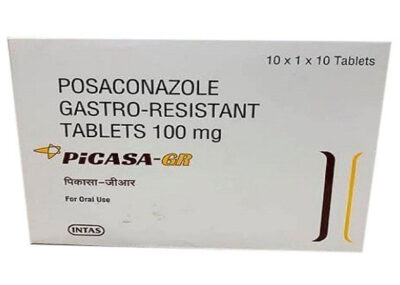 10 x 1 x 10 Tablets
POSACONAZOLE
GASTRO-RESISTANT
TABLETS 100 mg
PiCASA-GR
पिकासा-जीआर
For Oral Use
INTAS